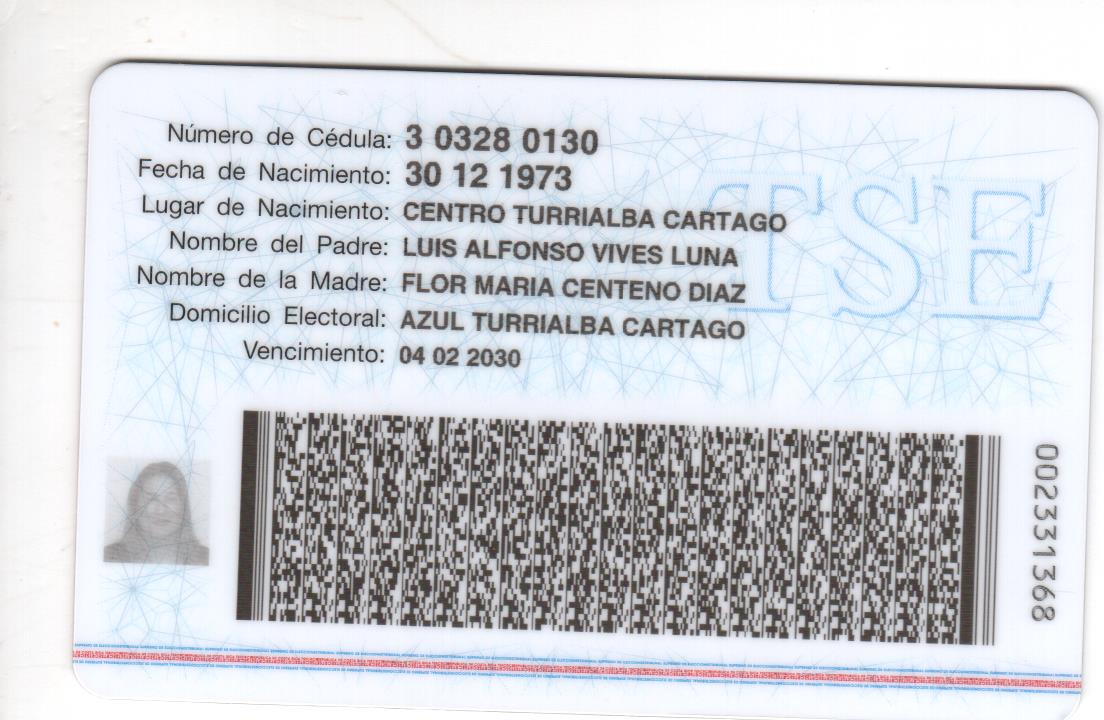 Número de Cédula: 3 0328 0130
Fecha de Nacimiento: 30 12 1973
Lugar de Nacimiento: CENTRO TURRIALBA CARTAGO
Nombre del Padre: LUIS ALFONSO VIVES LUNA
Nombre de la Madre: FLOR MARIA CENTENO DIAZ
Domicilio Electoral: AZUL TURRIALBA CARTAGO
Vencimiento: 04 02 2030
TSE
002331368